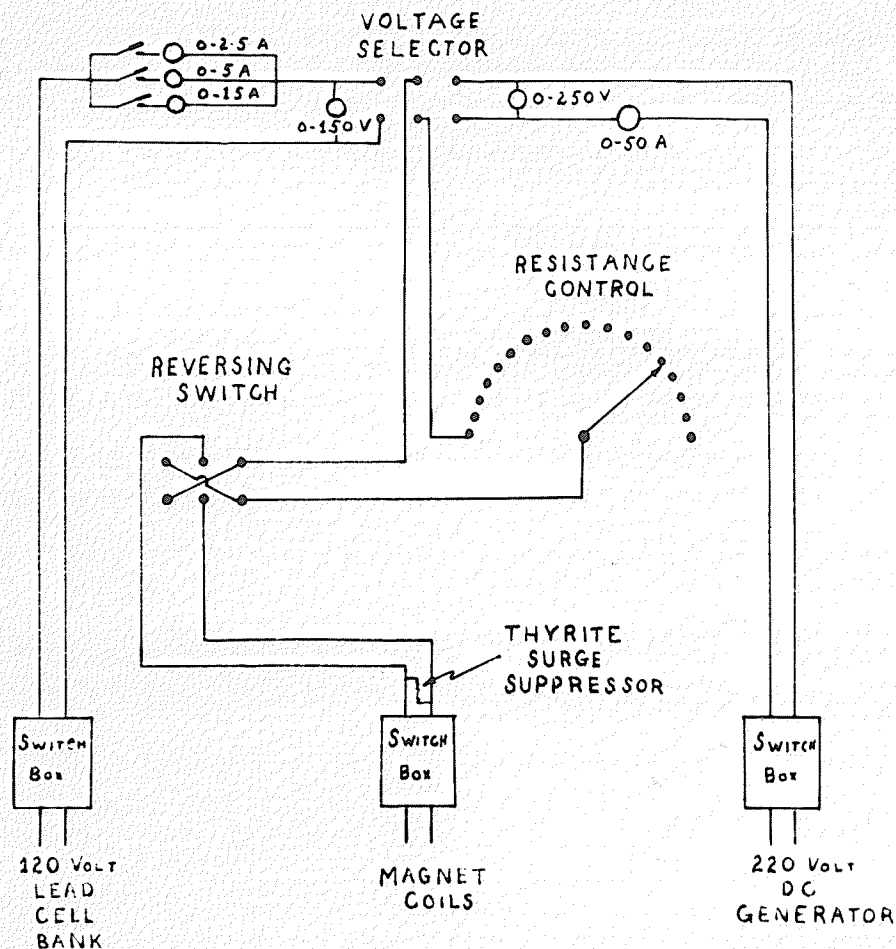 VOLTAGE
SELECTOR
0-2.5 A
0-5 A
0-15 A
0-150 V
0-250 V
0-50 A
RESISTANCE
CONTROL
REVERSING
SWITCH
THYRITE
SURGE
SUPPRESSOR
SWITCH
BOX
SWITCH
BOX
SWITCH
BOX
120 VOLT
LEAD
CELL
BANK
MAGNET
COILS
220 VOLT
DC
GENERATOR